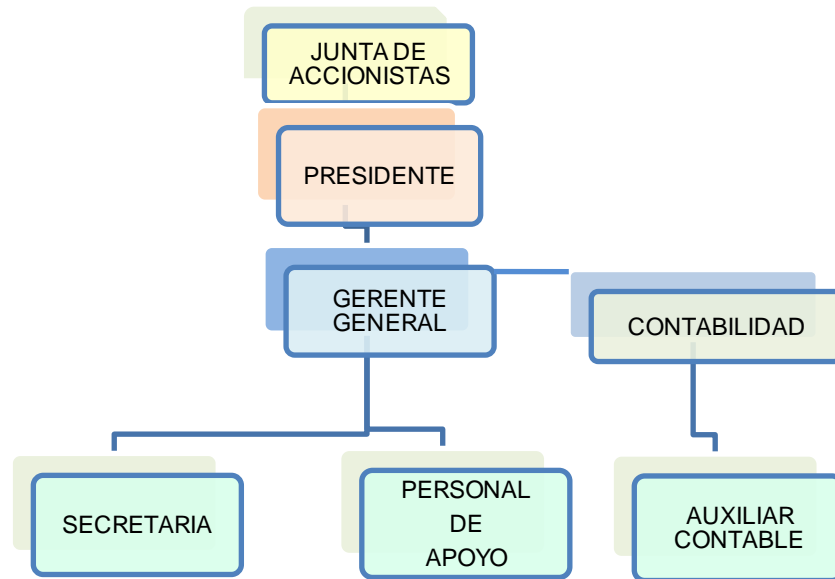 JUNTA DE
ACCIONISTAS
PRESIDENTE
GERENTE
GENERAL
CONTABILIDAD
SECRETARIA
PERSONAL
DE
APOYO
AUXILIAR
CONTABLE